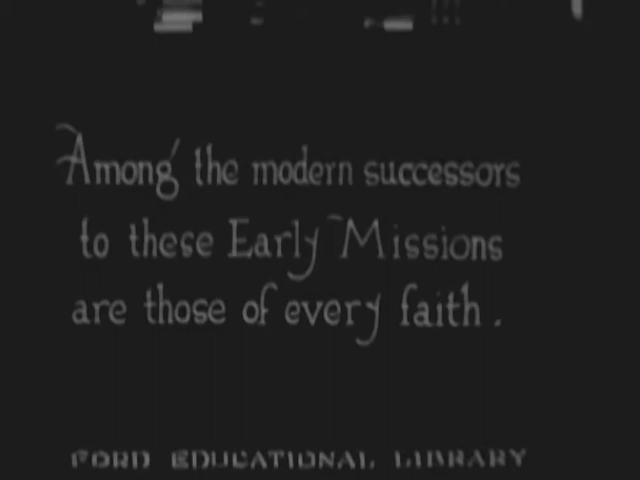 Among the modern successors
to these Early Missions
are those of every faith.
FORD EDUCATIONAL LIBRARY